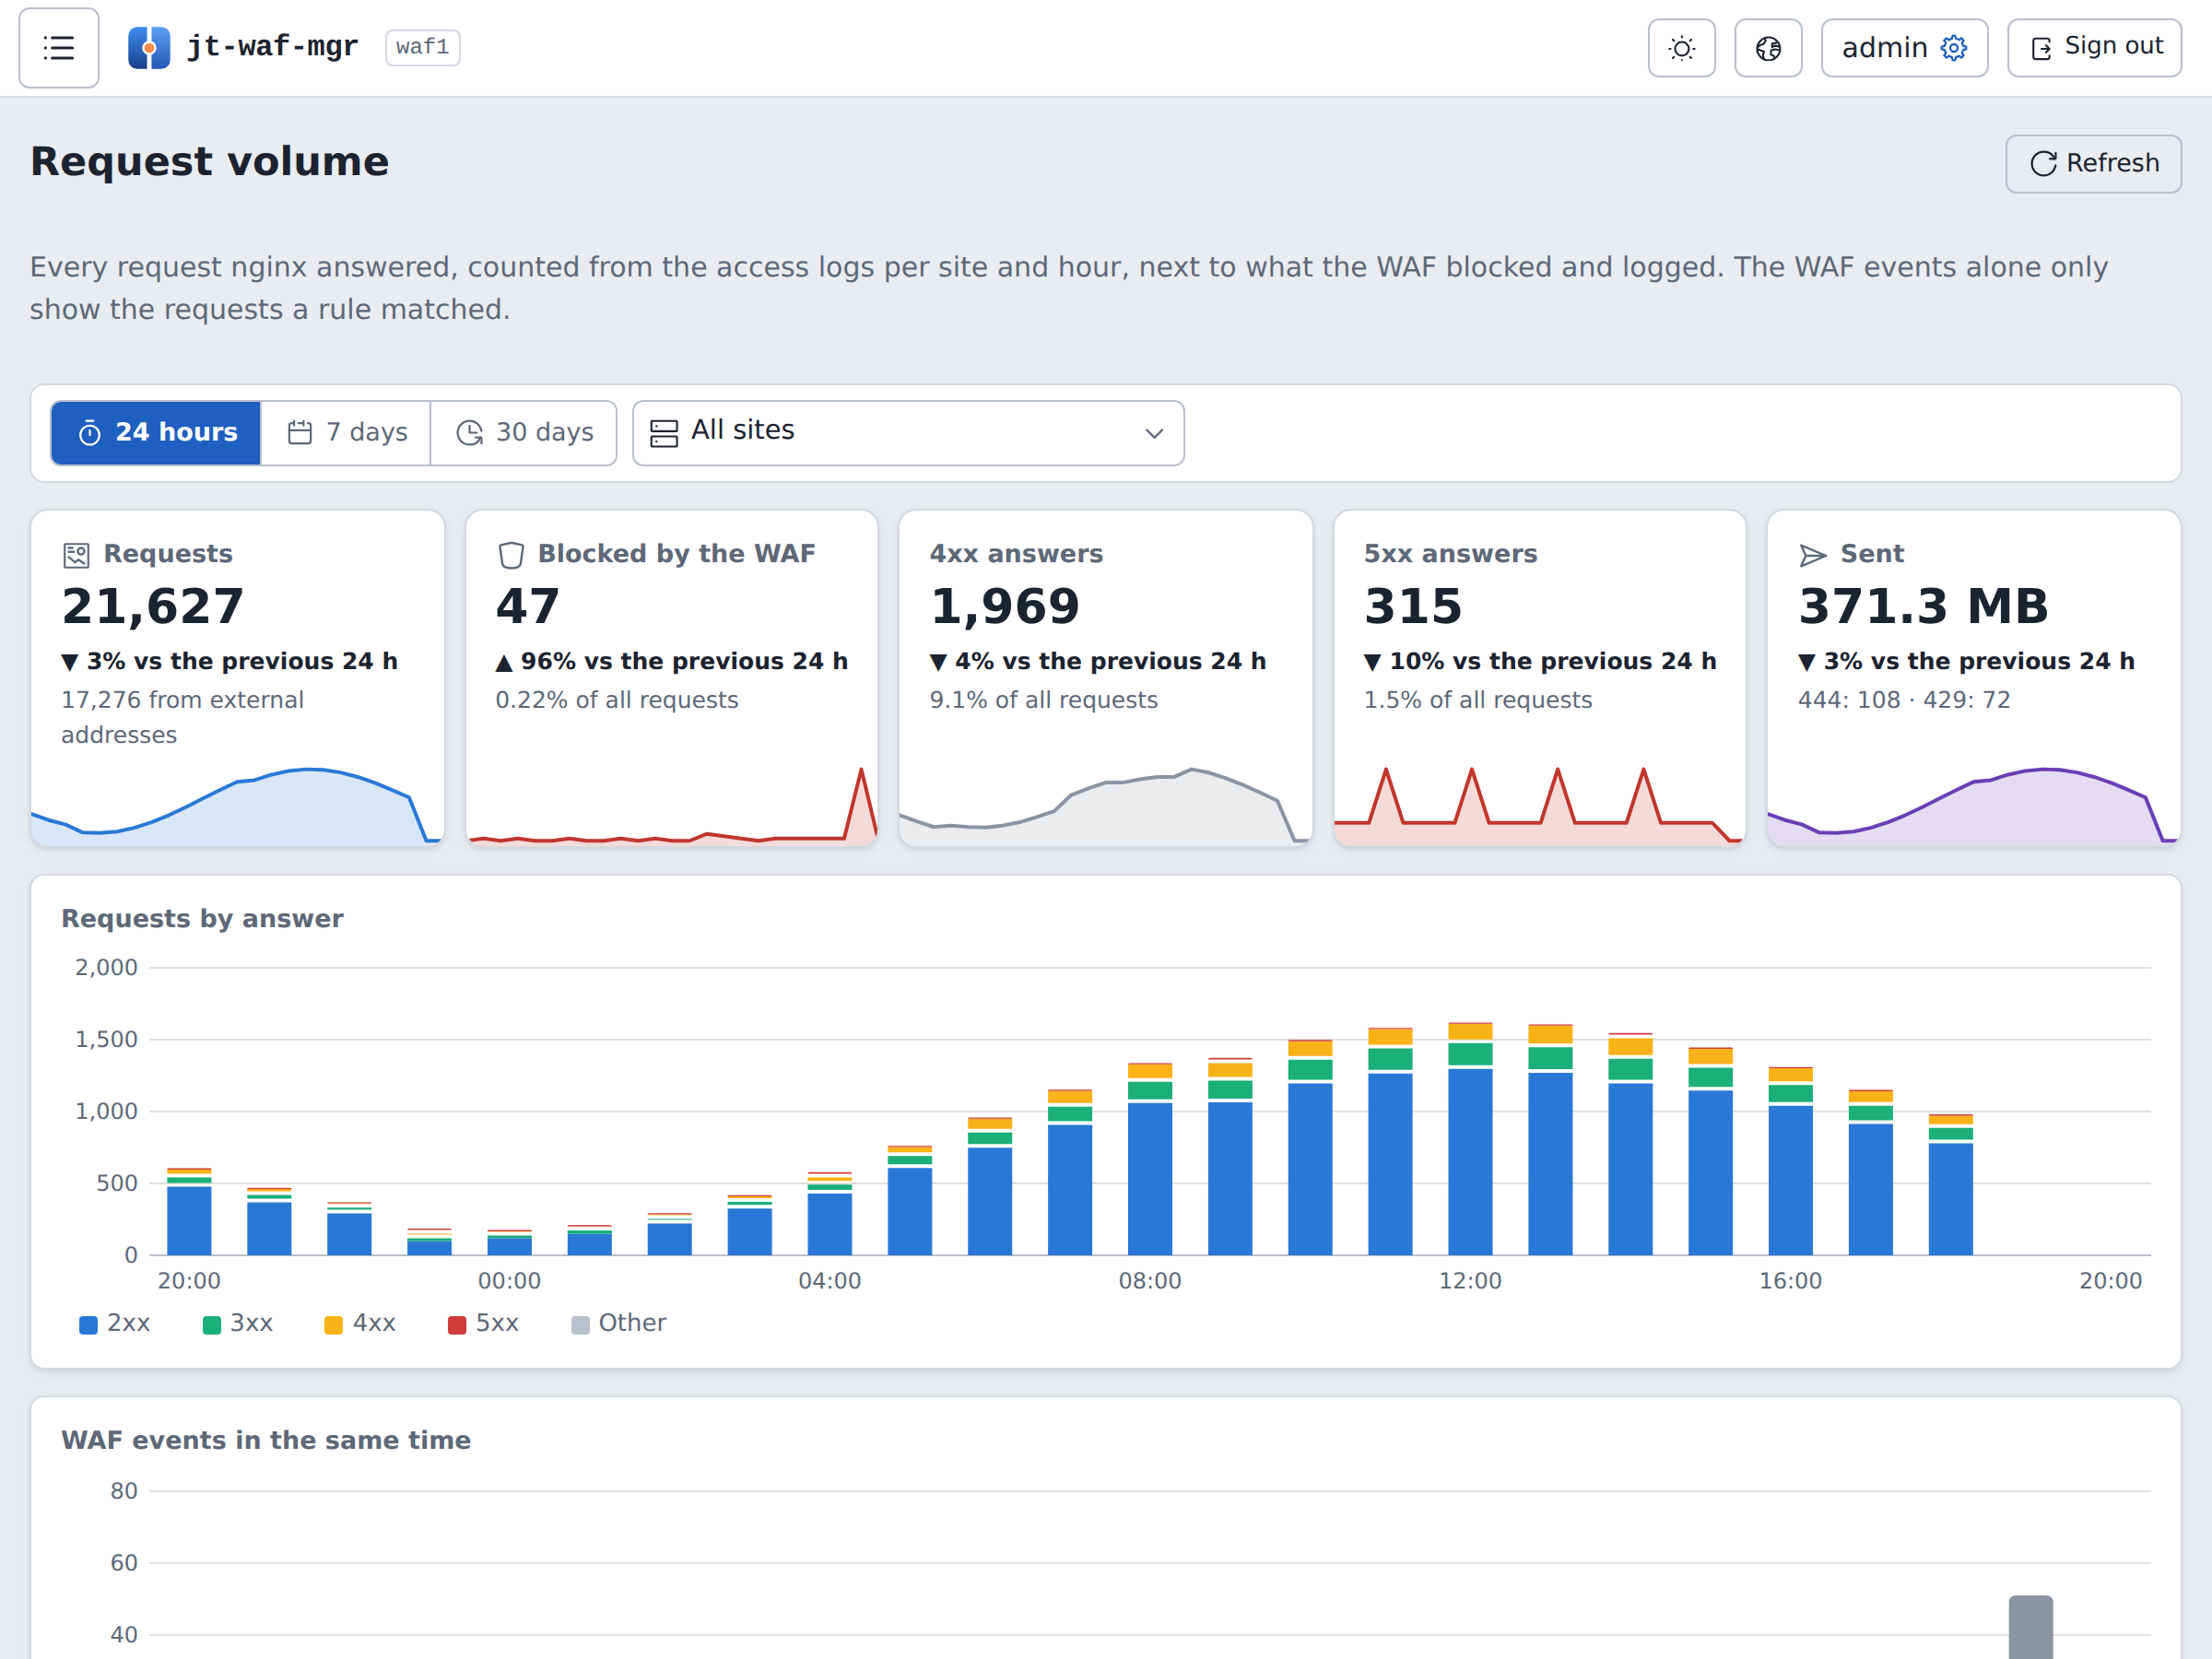 jt-waf-mgr waf1 admin Sign out
Request volume Refresh
Every request nginx answered, counted from the access logs per site and hour, next to what the WAF blocked and logged. The WAF events alone only
show the requests a rule matched.
24 hours 7 days 30 days All sites
Requests
21,627
▼ 3% vs the previous 24 h
17,276 from external
addresses
Blocked by the WAF
47
▲ 96% vs the previous 24 h
0.22% of all requests
4xx answers
1,969
▼ 4% vs the previous 24 h
9.1% of all requests
5xx answers
315
▼ 10% vs the previous 24 h
1.5% of all requests
Sent
371.3 MB
▼ 3% vs the previous 24 h
444: 108 · 429: 72
Requests by answer
2,000
1,500
1,000
500
0
20:00 00:00 04:00 08:00 12:00 16:00 20:00
2xx 3xx 4xx 5xx Other
WAF events in the same time
80
60
40